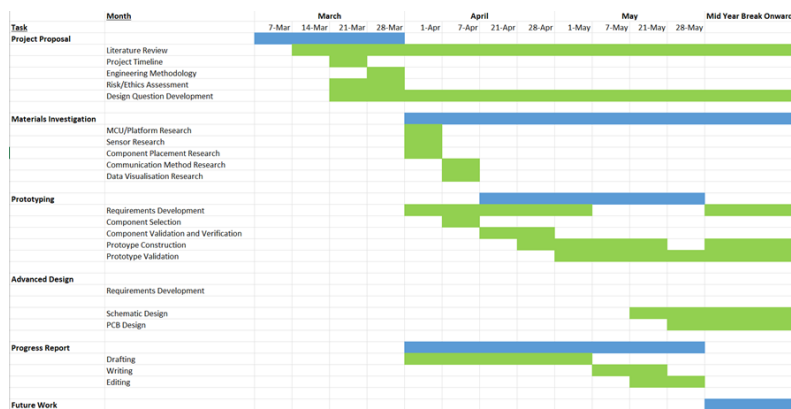 Month March April May Mid Year Break Onward
Task 7-Mar 14-Mar 21-Mar 28-Mar 1-Apr 7-Apr 21-Apr 28-Apr 1-May 7-May 21-May 28-May
Project Proposal
Literature Review
Project Timeline
Engineering Methodology
Risk/Ethics Assessment
Design Question Development
Materials Investigation
MCU/Platform Research
Sensor Research
Component Placement Research
Communication Method Research
Data Visualisation Research
Prototyping
Requirements Development
Component Selection
Component Validation and Verification
Protoype Construction
Prototype Validation
Advanced Design
Requirements Development
Schematic Design
PCB Design
Progress Report
Drafting
Writing
Editing
Future Work